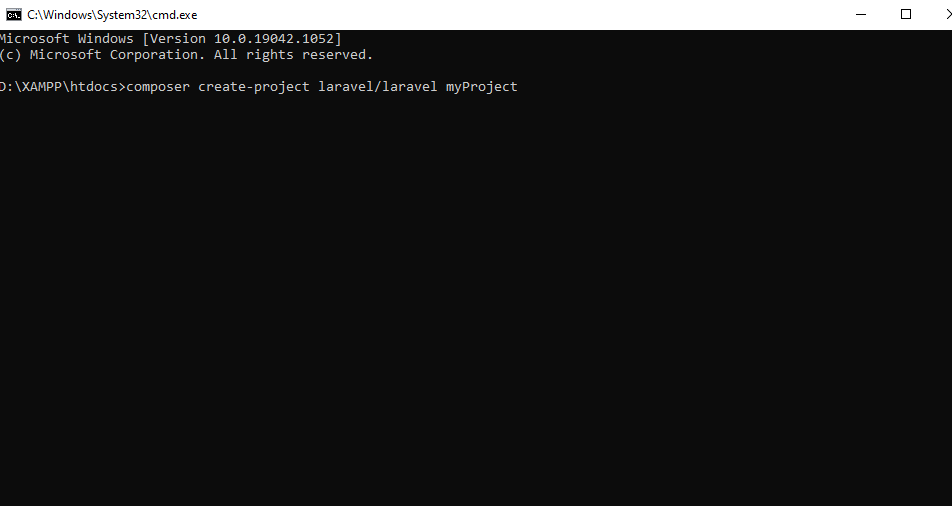 C:\Windows\System32\cmd.exe
Microsoft Windows [Version 10.0.19042.1052]
(c) Microsoft Corporation. All rights reserved.
D:\XAMPP\htdocs>composer create-project laravel/laravel myProject